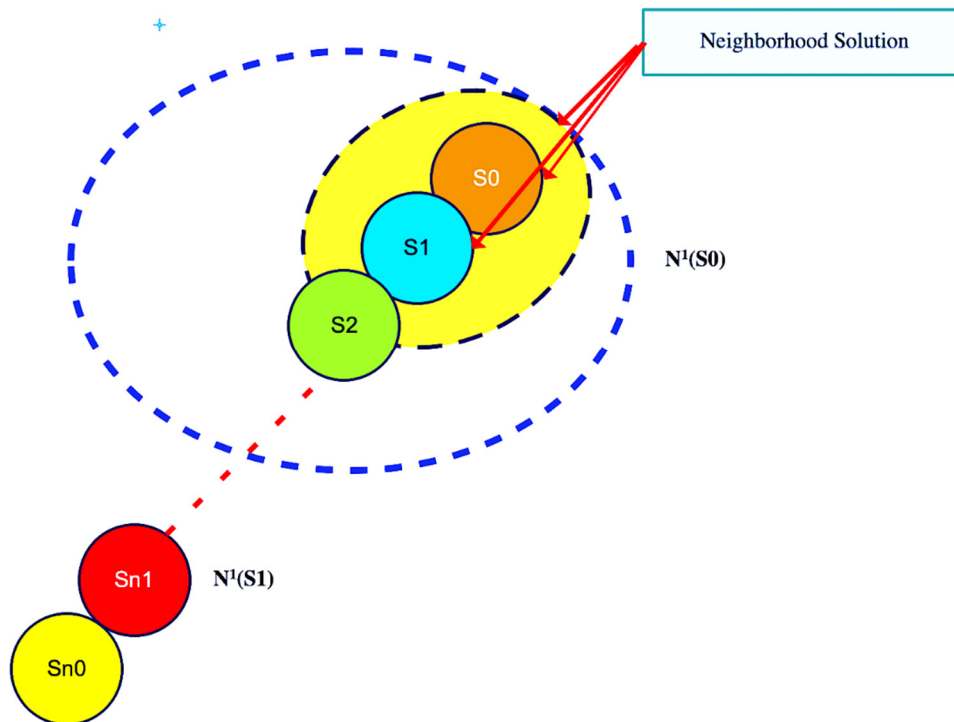 Neighborhood Solution
S0
S1
N¹(S0)
S2
Sn1
N¹(S1)
Sn0